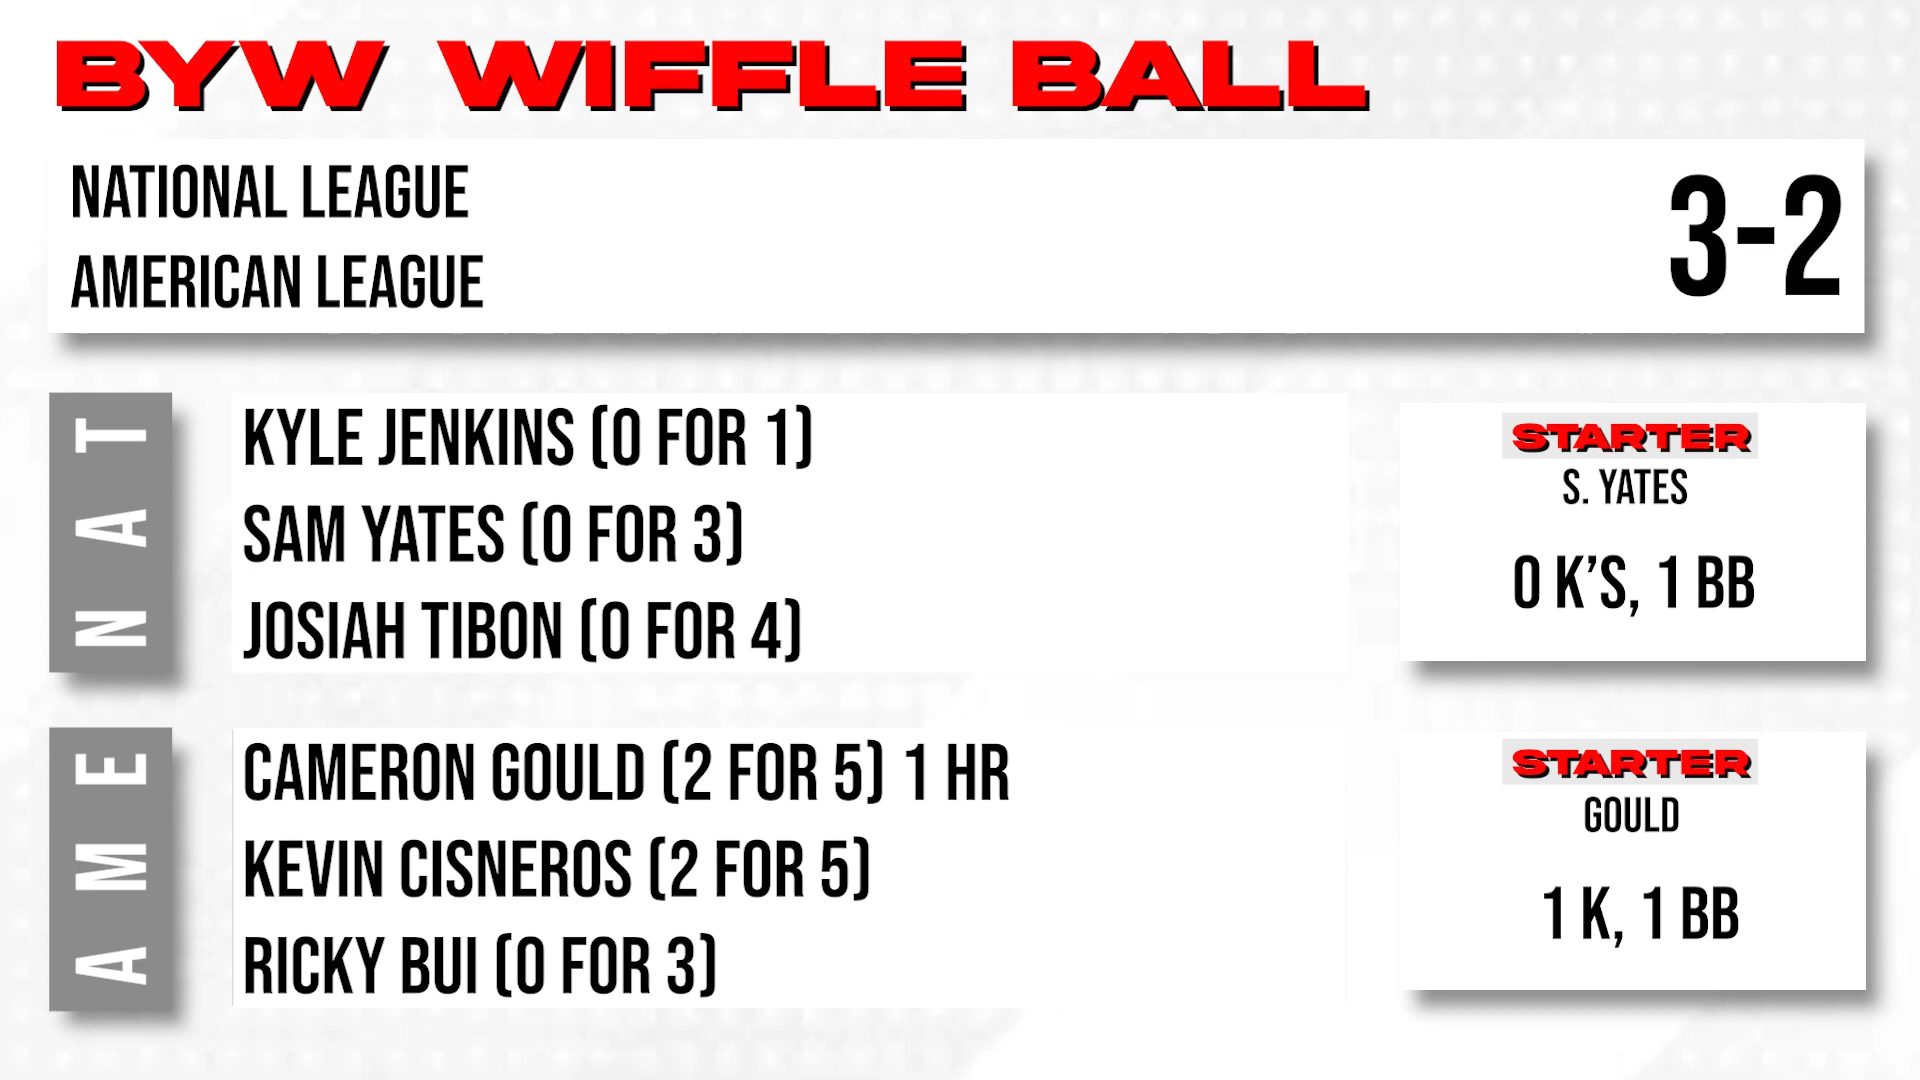 BYW WIFFLE BALL
NATIONAL LEAGUE
AMERICAN LEAGUE
3-2
NAT
KYLE JENKINS (0 FOR 1)
SAM YATES (0 FOR 3)
JOSIAH TIBON (0 FOR 4)
STARTER
S. YATES
0 K'S, 1 BB
AME
CAMERON GOULD (2 FOR 5) 1 HR
KEVIN CISNEROS (2 FOR 5)
RICKY BUI (0 FOR 3)
STARTER
GOULD
1 K, 1 BB